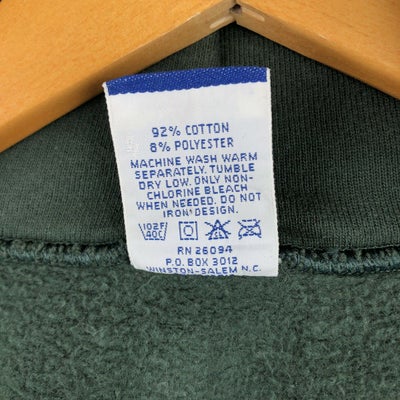 92% COTTON
8% POLYESTER
MACHINE WASH WARM
SEPARATELY. TUMBLE
DRY LOW. ONLY NON-
CHLORINE BLEACH
WHEN NEEDED. DO NOT
IRON DESIGN.
102F/
40C
RN 26094
P.O. BOX 3012
WINSTON-SALEM N.C.